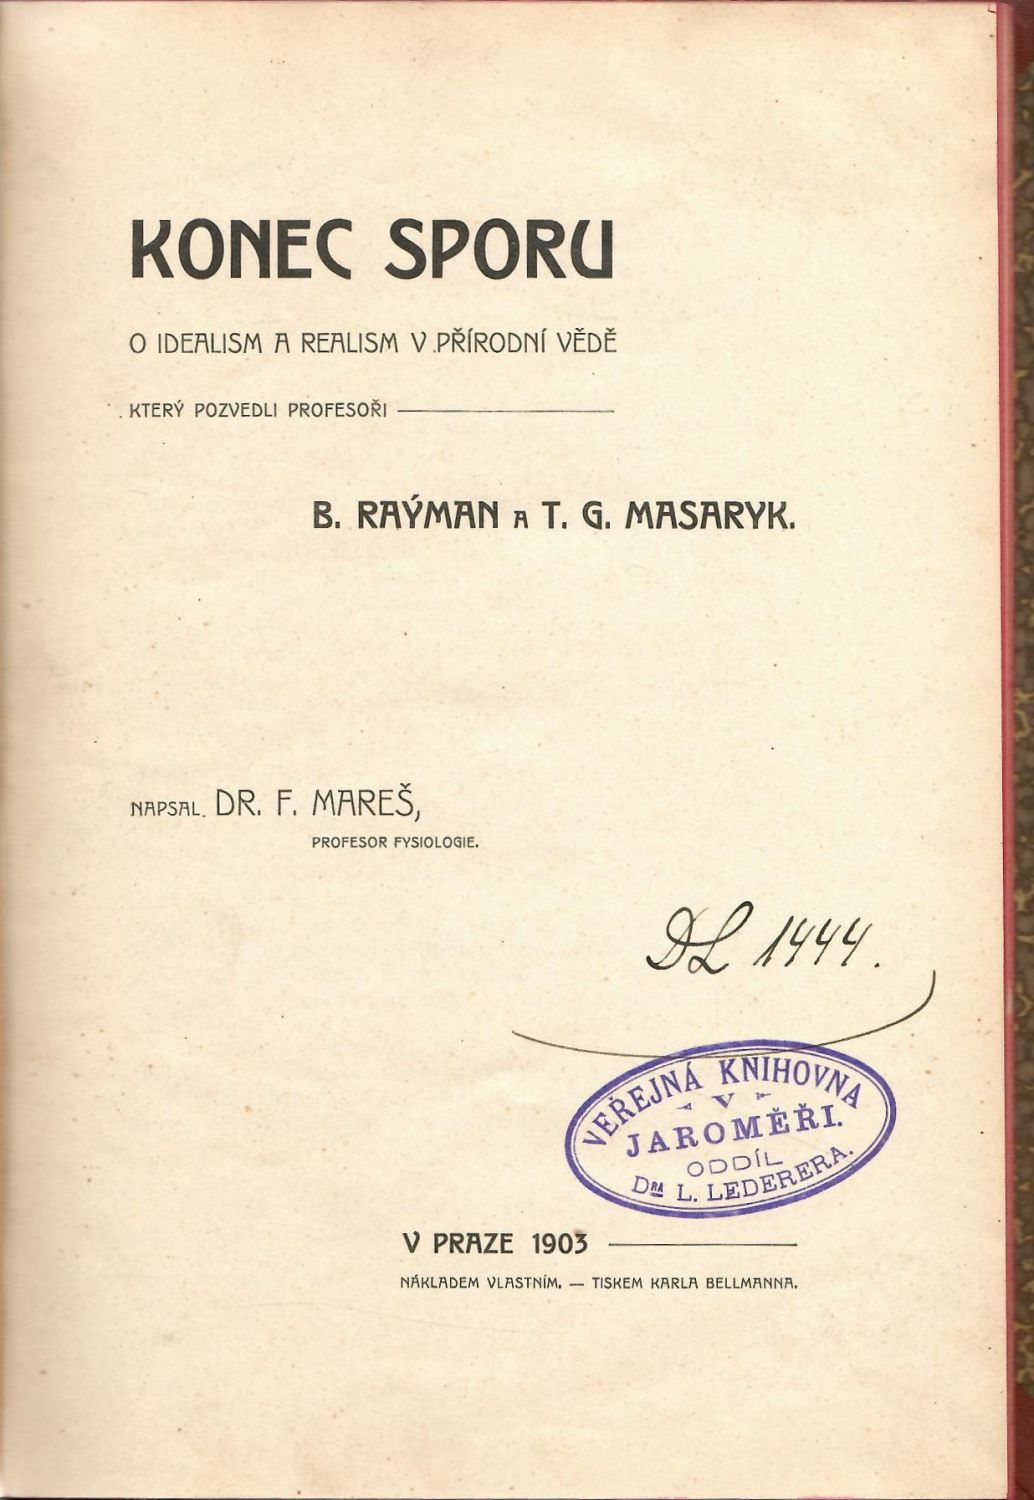 KONEC SPORU
O IDEALISM A REALISM V PŘÍRODNÍ VĚDĚ
KTERÝ POZVEDLI PROFESOŘI
B. RAÝMAN A T. G. MASARYK.
NAPSAL DR. F. MAREŠ,
PROFESOR FYSIOLOGIE.
DL 1444.
VEŘEJNÁ KNIHOVNA
V
JAROMĚŘI.
ODDÍL
DRA L. LEDERERA.
V PRAZE 1903
NÁKLADEM VLASTNÍM. — TISKEM KARLA BELLMANNA.